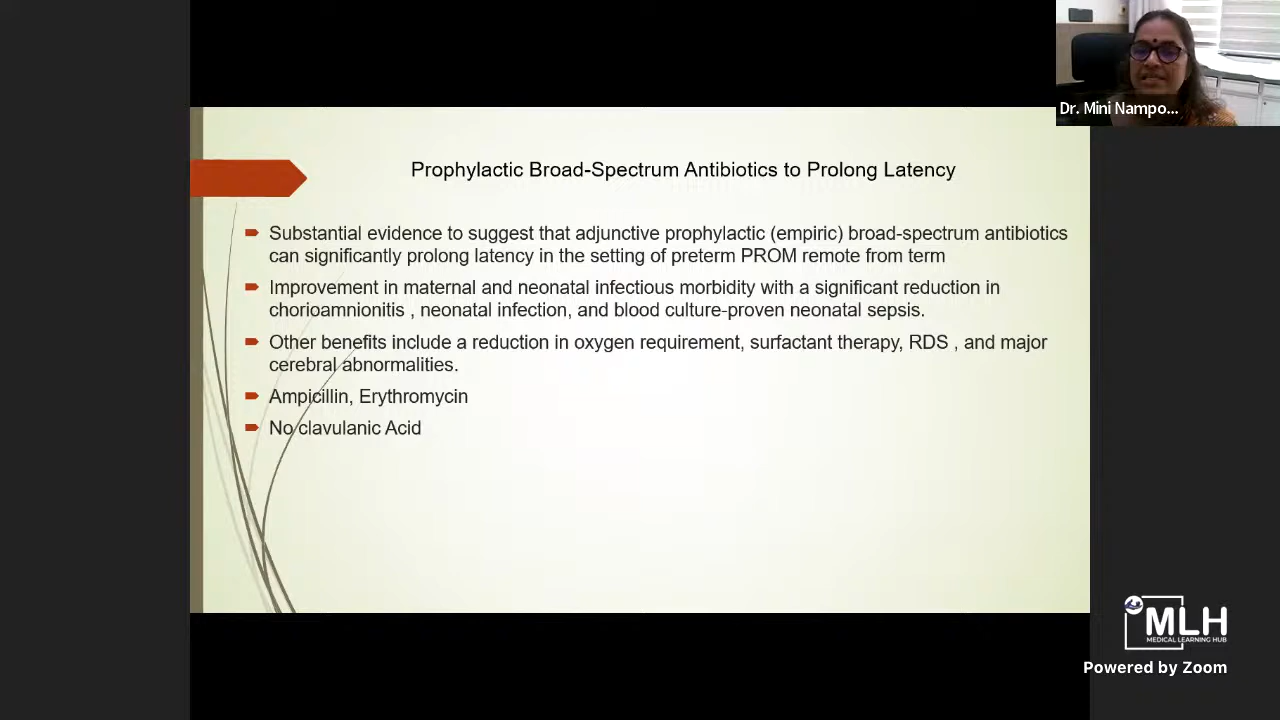 Dr. Mini Nampo...
Prophylactic Broad-Spectrum Antibiotics to Prolong Latency
Substantial evidence to suggest that adjunctive prophylactic (empiric) broad-spectrum antibiotics
can significantly prolong latency in the setting of preterm PROM remote from term
Improvement in maternal and neonatal infectious morbidity with a significant reduction in
chorioamnionitis , neonatal infection, and blood culture-proven neonatal sepsis.
Other benefits include a reduction in oxygen requirement, surfactant therapy, RDS , and major
cerebral abnormalities.
Ampicillin, Erythromycin
No clavulanic Acid
MLH
MEDICAL LEARNING HUB
Powered by Zoom